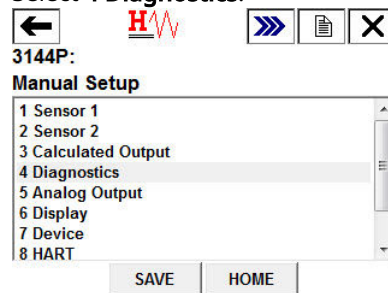 Select 4 Diagnostics.
H
3144P:
Manual Setup
1 Sensor 1
2 Sensor 2
3 Calculated Output
4 Diagnostics
5 Analog Output
6 Display
7 Device
8 HART
SAVE HOME